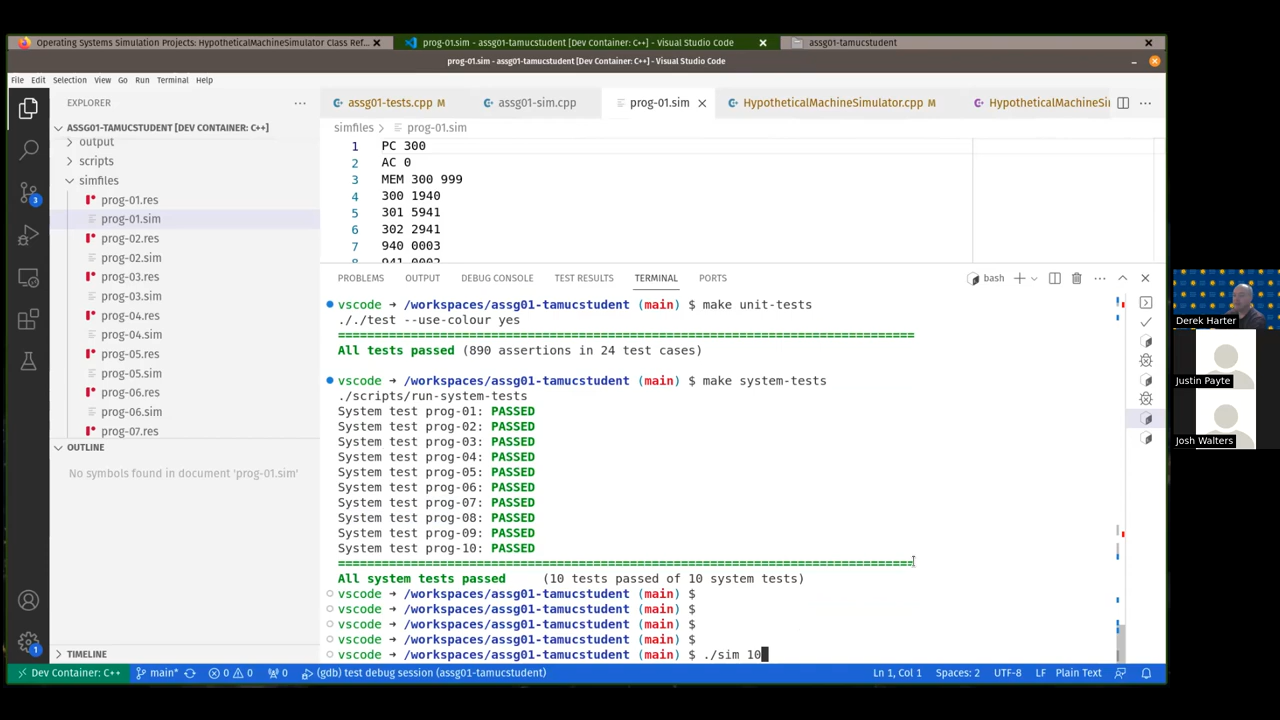 Operating Systems Simulation Projects: HypotheticalMachineSimulator Class Ref...
prog-01.sim - assg01-tamucstudent [Dev Container: C++] - Visual Studio Code
assg01-tamucstudent
prog-01.sim - assg01-tamucstudent [Dev Container: C++] - Visual Studio Code
File Edit Selection View Go Run Terminal Help
EXPLORER
assg01-tests.cpp M
assg01-sim.cpp
prog-01.sim
HypotheticalMachineSimulator.cpp M
HypotheticalMachineSi
ASSG01-TAMUCSTUDENT [DEV CONTAINER: C++]
output
scripts
simfiles
prog-01.res
prog-01.sim
prog-02.res
prog-02.sim
prog-03.res
prog-03.sim
prog-04.res
prog-04.sim
prog-05.res
prog-05.sim
prog-06.res
prog-06.sim
prog-07.res
OUTLINE
No symbols found in document 'prog-01.sim'
TIMELINE
simfiles > prog-01.sim
1 PC 300
2 AC 0
3 MEM 300 999
4 300 1940
5 301 5941
6 302 2941
7 940 0003
8 941 0002
PROBLEMS OUTPUT DEBUG CONSOLE TEST RESULTS TERMINAL PORTS
bash
vscode → /workspaces/assg01-tamucstudent (main) $ make unit-tests
././test --use-colour yes
===============================================================================
All tests passed (890 assertions in 24 test cases)
vscode → /workspaces/assg01-tamucstudent (main) $ make system-tests
./scripts/run-system-tests
System test prog-01: PASSED
System test prog-02: PASSED
System test prog-03: PASSED
System test prog-04: PASSED
System test prog-05: PASSED
System test prog-06: PASSED
System test prog-07: PASSED
System test prog-08: PASSED
System test prog-09: PASSED
System test prog-10: PASSED
===============================================================================
All system tests passed (10 tests passed of 10 system tests)
vscode → /workspaces/assg01-tamucstudent (main) $
vscode → /workspaces/assg01-tamucstudent (main) $
vscode → /workspaces/assg01-tamucstudent (main) $
vscode → /workspaces/assg01-tamucstudent (main) $
vscode → /workspaces/assg01-tamucstudent (main) $ ./sim 10
3
1
Dev Container: C++
main*
0 0
0
(gdb) test debug session (assg01-tamucstudent)
Ln 1, Col 1
Spaces: 2
UTF-8
LF
Plain Text
Derek Harter
Justin Payte
Josh Walters